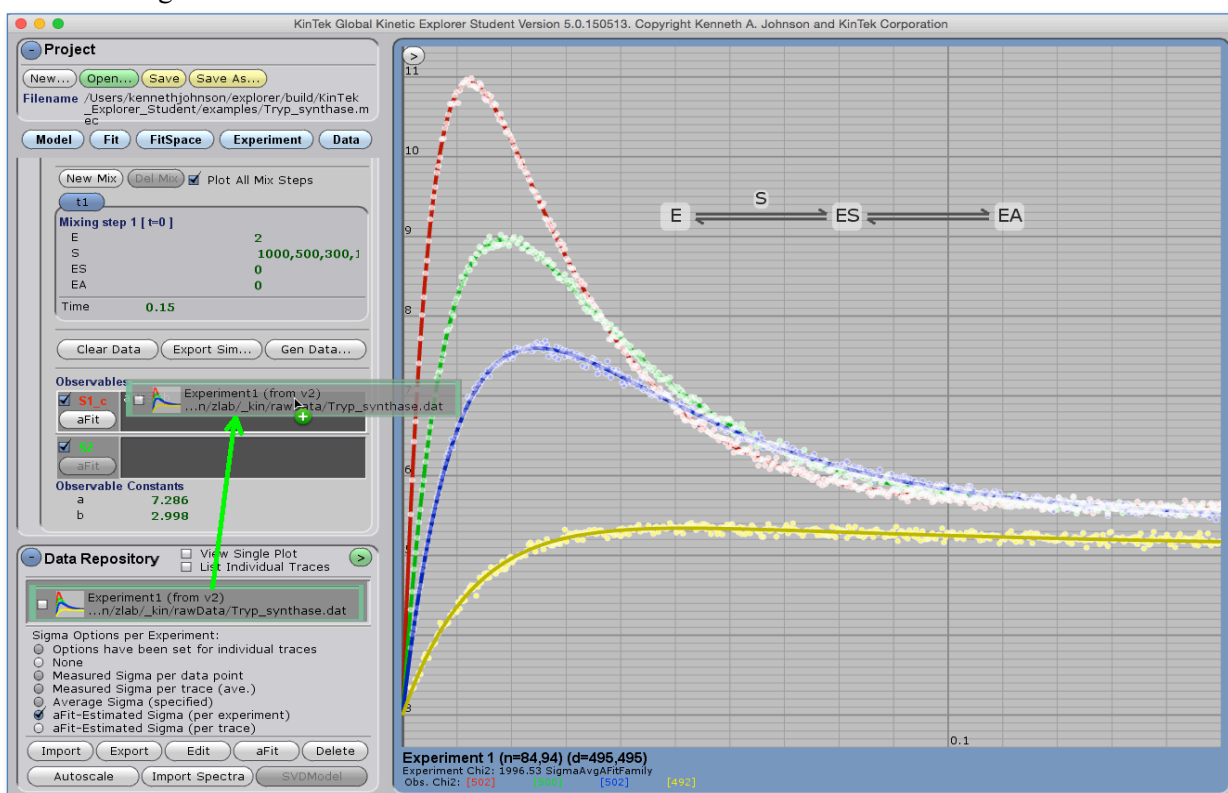 KinTek Global Kinetic Explorer Student Version 5.0.150513. Copyright Kenneth A. Johnson and KinTek Corporation
- Project
New... Open... Save Save As...
Filename /Users/kennethjohnson/explorer/build/KinTek
_Explorer_Student/examples/Tryp_synthase.m
ec
Model Fit FitSpace Experiment Data
New Mix Del Mix Plot All Mix Steps
t1
Mixing step 1 [ t=0 ]
E 2
S 1000,500,300,1
ES 0
EA 0
Time 0.15
Clear Data Export Sim... Gen Data...
Observables
S1_c
Experiment1 (from v2)
...n/zlab/_kin/rawData/Tryp_synthase.dat
aFit
aFit
Observable Constants
a 7.286
b 2.998
- Data Repository
View Single Plot
List Individual Traces
>
Experiment1 (from v2)
...n/zlab/_kin/rawData/Tryp_synthase.dat
Sigma Options per Experiment:
Options have been set for individual traces
None
Measured Sigma per data point
Measured Sigma per trace (ave.)
Average Sigma (specified)
aFit-Estimated Sigma (per experiment)
aFit-Estimated Sigma (per trace)
Import Export Edit aFit Delete
Autoscale Import Spectra SVDModel
>
11
10
9
8
6
5
3
0.1
E S ES EA
Experiment 1 (n=84,94) (d=495,495)
Experiment Chi2: 1996.53 SigmaAvgAFitFamily
Obs. Chi2: [502] [502] [492]